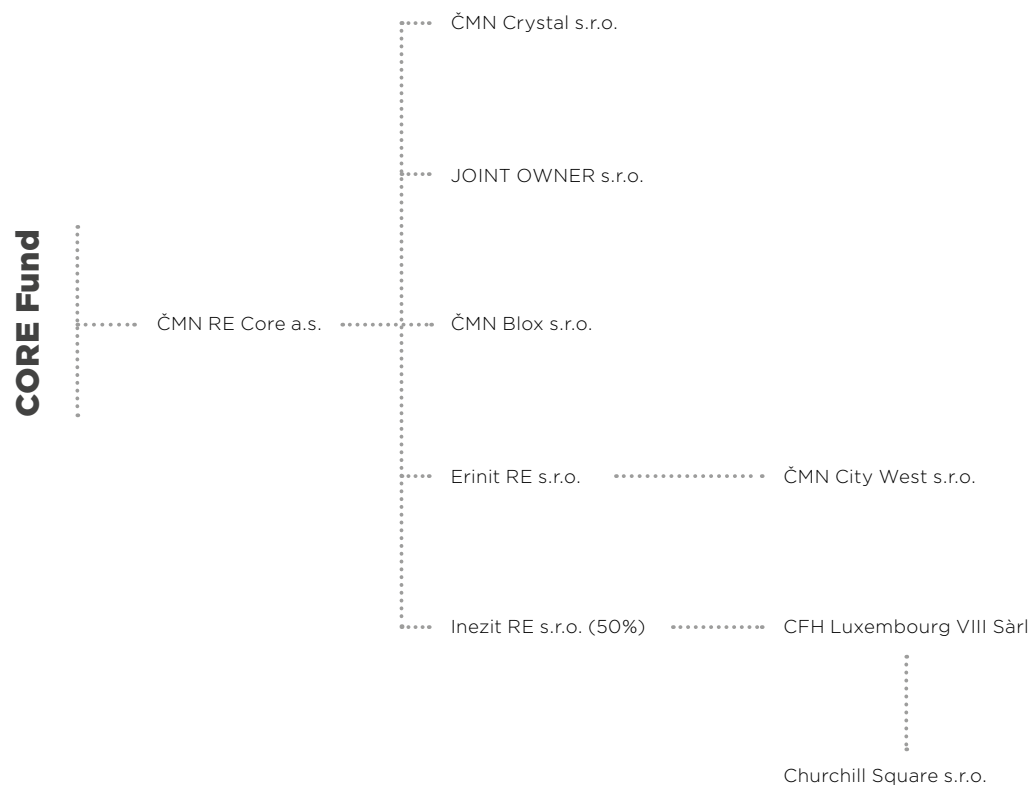 CORE Fund
ČMN RE Core a.s.
ČMN Crystal s.r.o.
JOINT OWNER s.r.o.
ČMN Blox s.r.o.
Erinit RE s.r.o.
ČMN City West s.r.o.
Inezit RE s.r.o. (50%)
CFH Luxembourg VIII Sàrl
Churchill Square s.r.o.